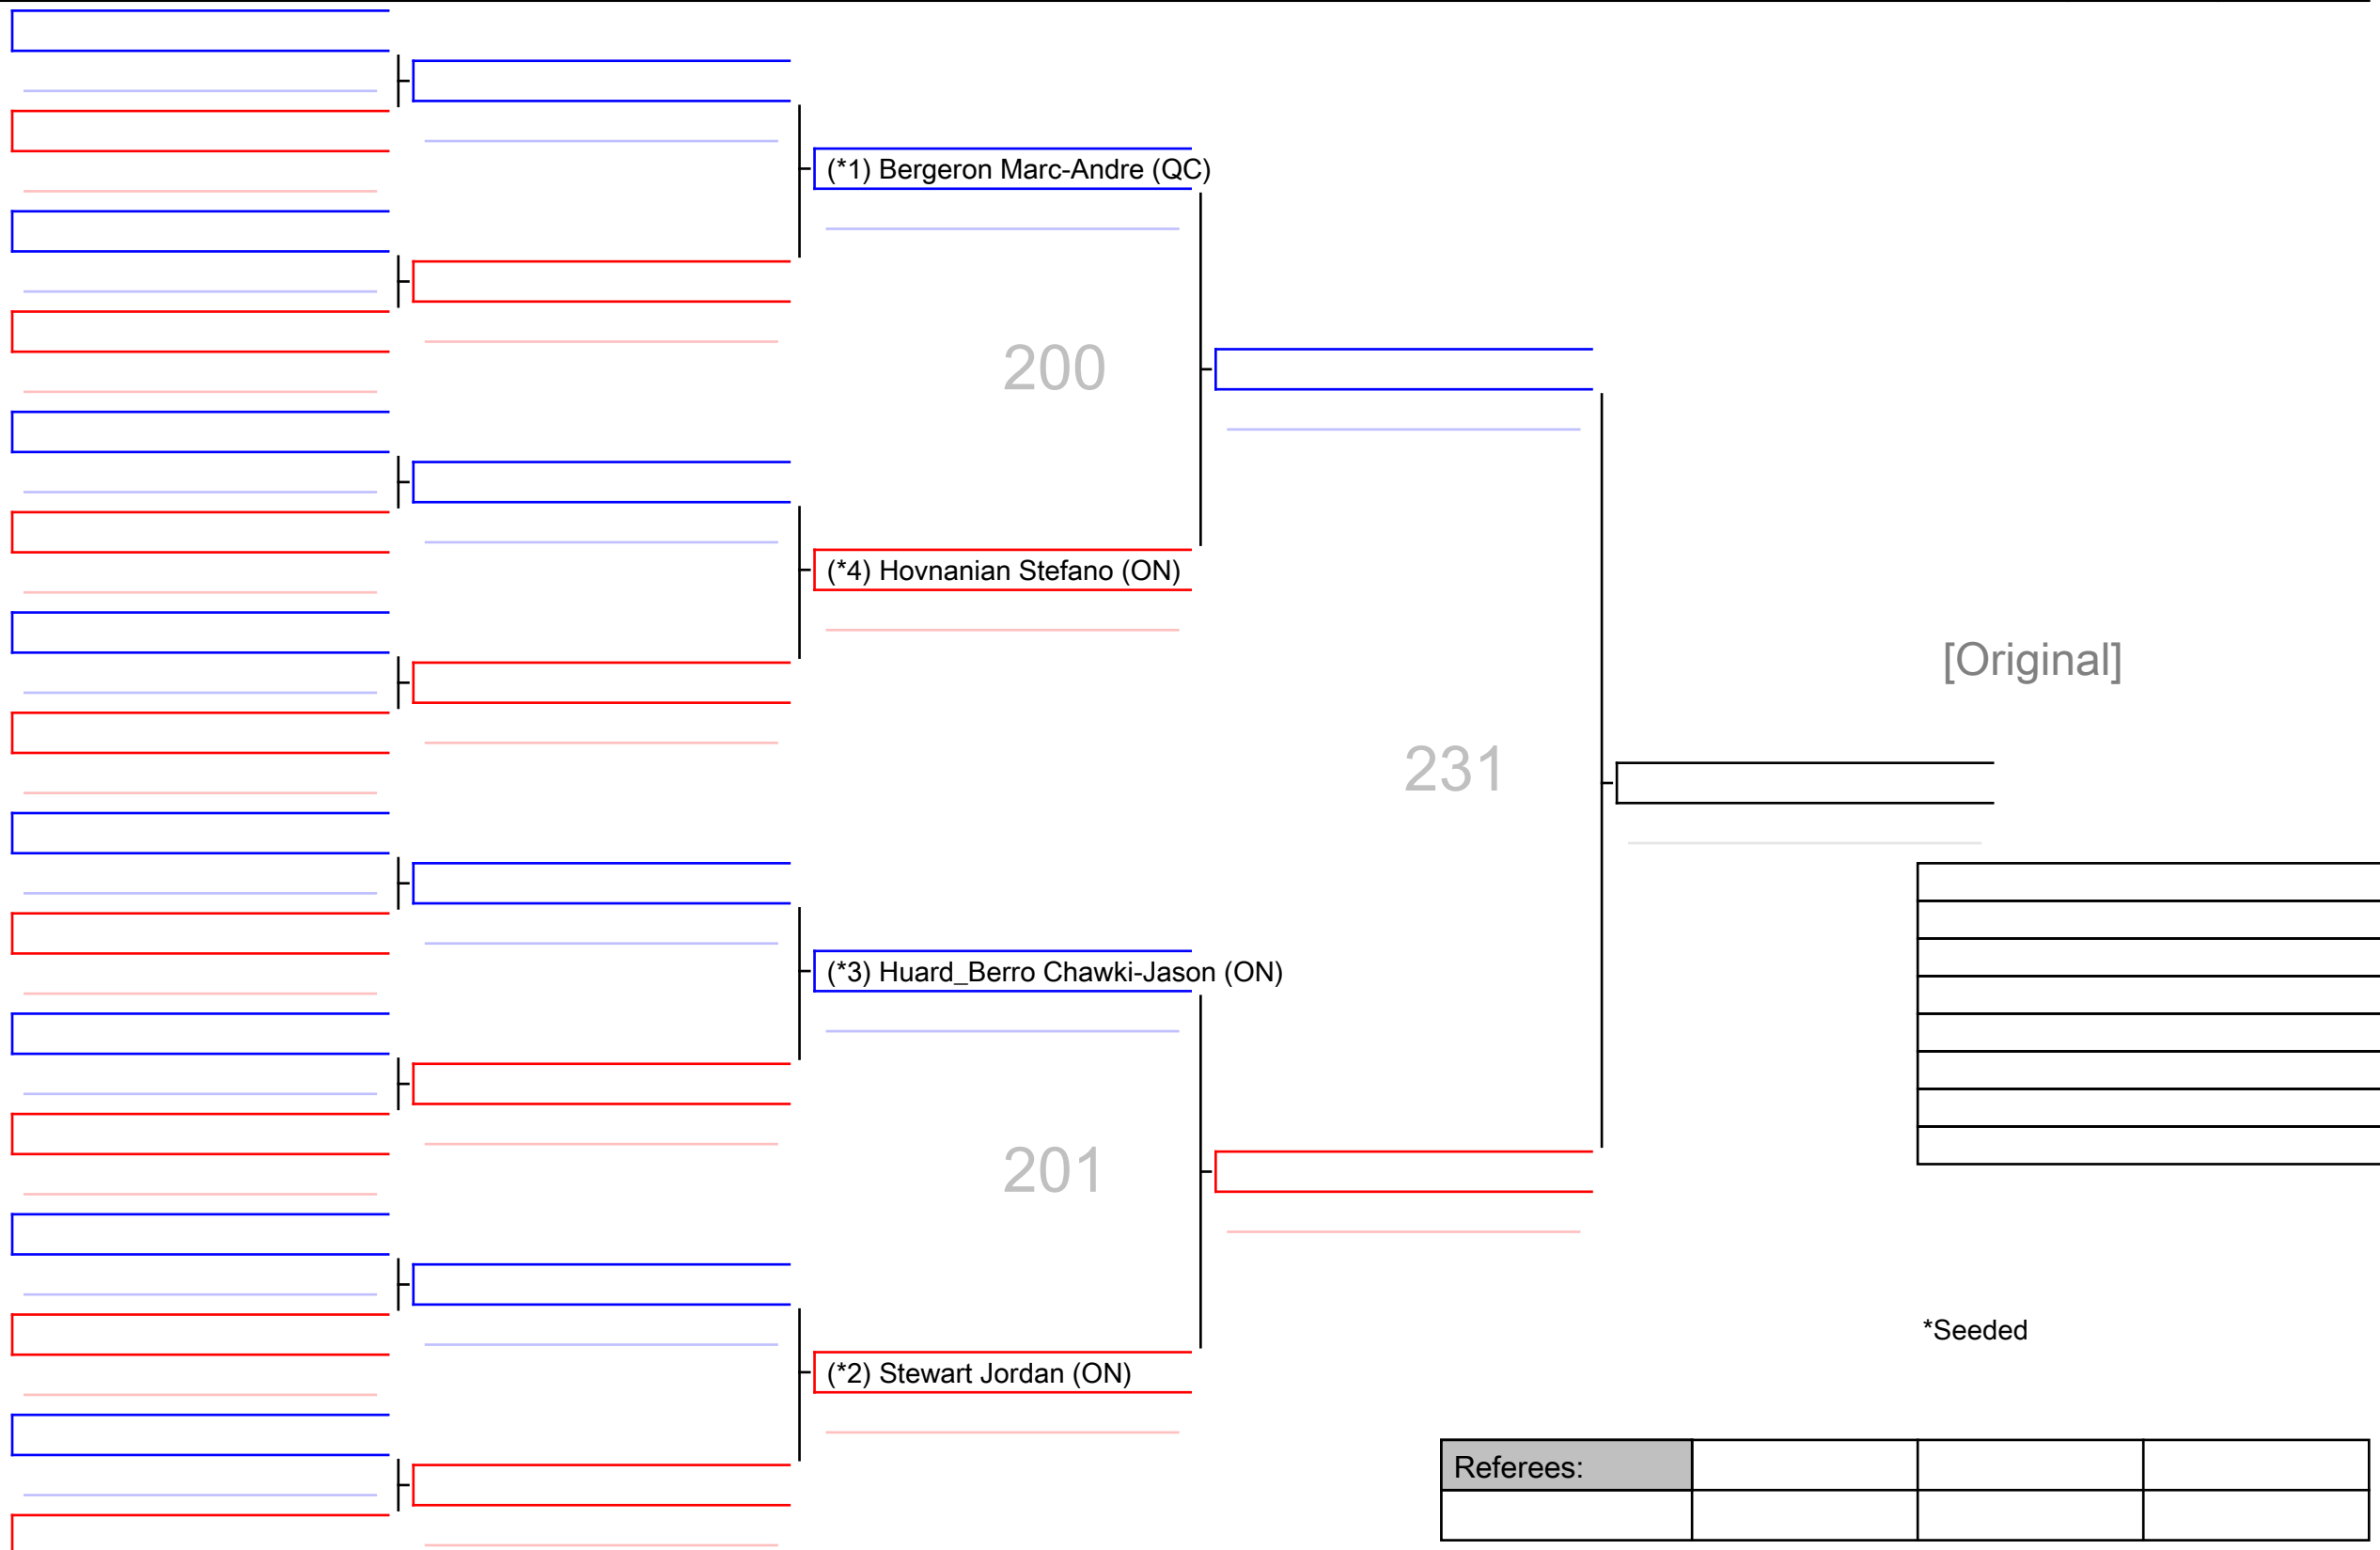 (*1) Bergeron Marc-Andre (QC)
200
(*4) Hovnanian Stefano (ON)
[Original]
231
(*3) Huard_Berro Chawki-Jason (ON)
201
*Seeded
(*2) Stewart Jordan (ON)
Referees: